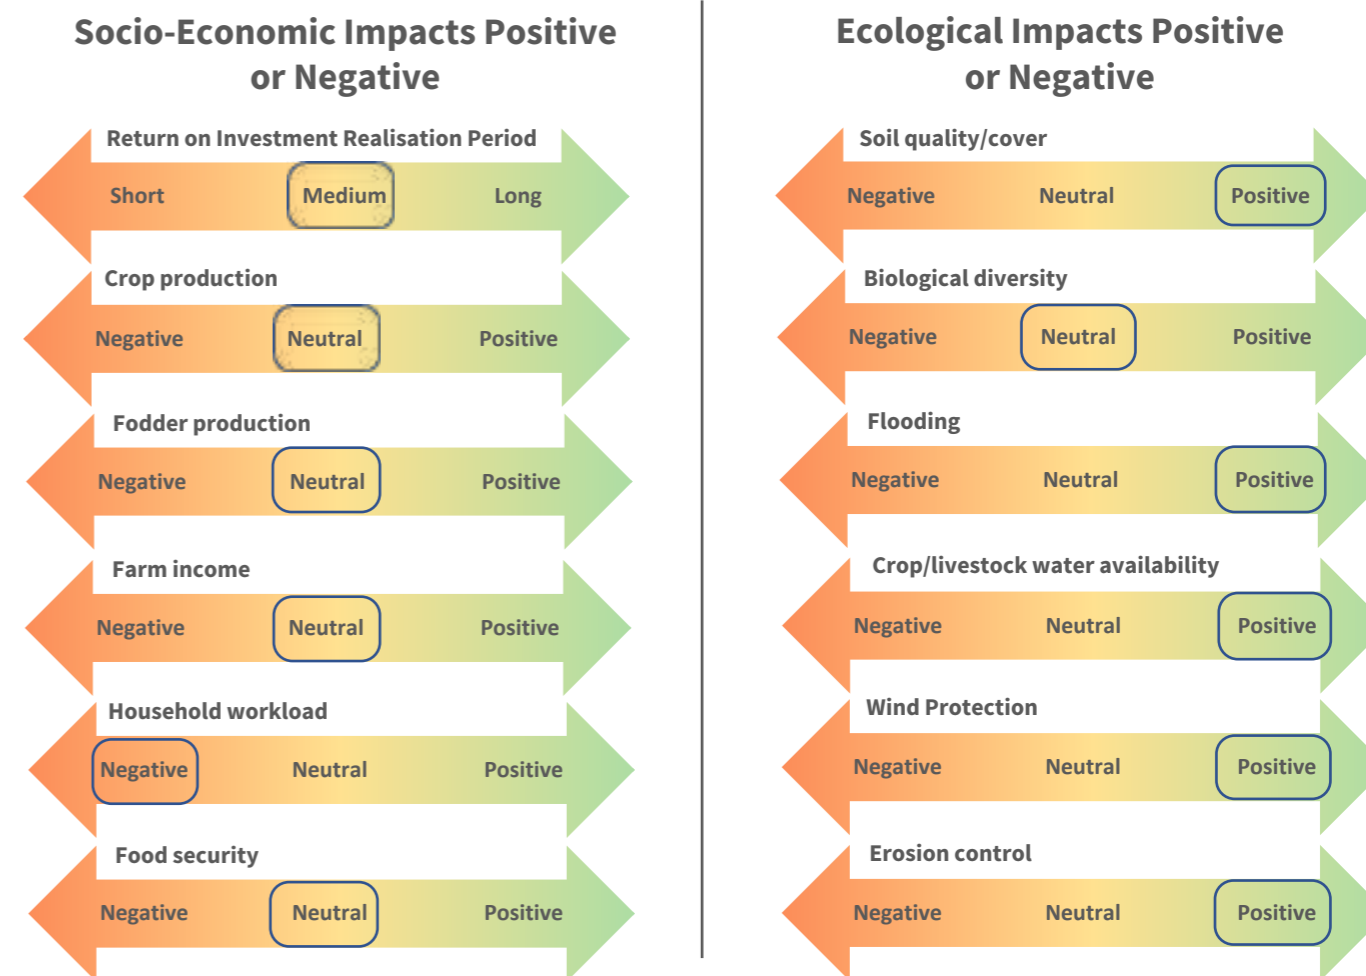 Socio-Economic Impacts Positive
or Negative
Return on Investment Realisation Period
Short Medium Long
Crop production
Negative Neutral Positive
Fodder production
Negative Neutral Positive
Farm income
Negative Neutral Positive
Household workload
Negative Neutral Positive
Food security
Negative Neutral Positive
Ecological Impacts Positive
or Negative
Soil quality/cover
Negative Neutral Positive
Biological diversity
Negative Neutral Positive
Flooding
Negative Neutral Positive
Crop/livestock water availability
Negative Neutral Positive
Wind Protection
Negative Neutral Positive
Erosion control
Negative Neutral Positive